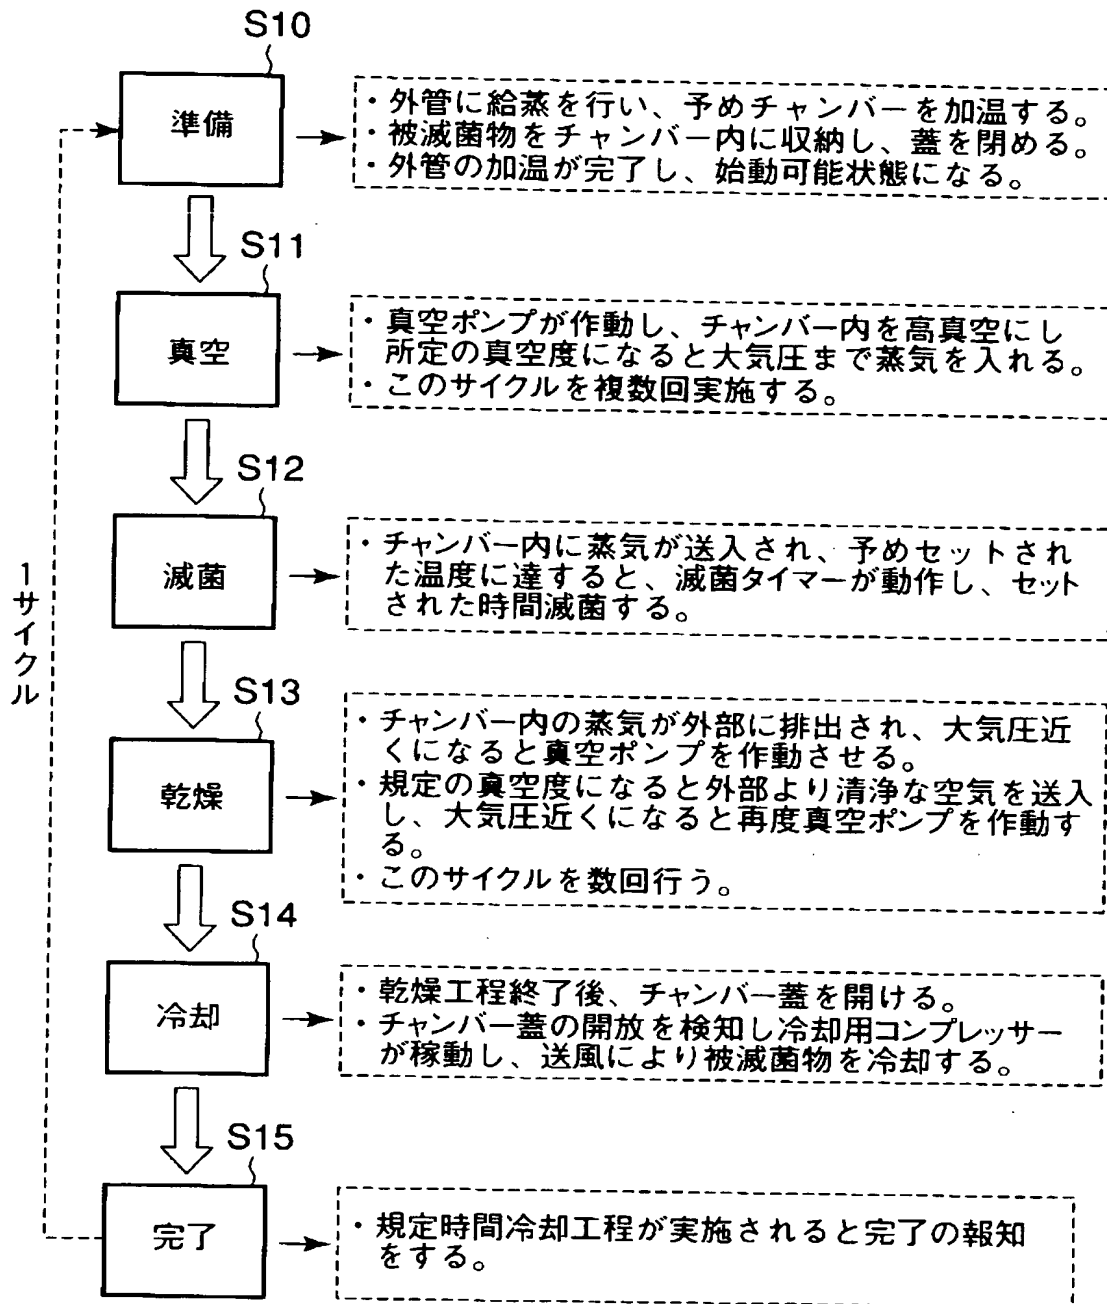 S10
準備
・外管に給蒸を行い、予めチャンバーを加温する。
・被滅菌物をチャンバー内に収納し、蓋を閉める。
・外管の加温が完了し、始動可能状態になる。
S11
真空
・真空ポンプが作動し、チャンバー内を高真空にし
所定の真空度になると大気圧まで蒸気を入れる。
・このサイクルを複数回実施する。
S12
滅菌
・チャンバー内に蒸気が送入され、予めセットされ
た温度に達すると、滅菌タイマーが動作し、セット
された時間滅菌する。
1サイクル
S13
乾燥
・チャンバー内の蒸気が外部に排出され、大気圧近
くになると真空ポンプを作動させる。
・規定の真空度になると外部より清浄な空気を送入
し、大気圧近くになると再度真空ポンプを作動す
る。
・このサイクルを数回行う。
S14
冷却
・乾燥工程終了後、チャンバー蓋を開ける。
・チャンバー蓋の開放を検知し冷却用コンプレッサー
が稼動し、送風により被滅菌物を冷却する。
S15
完了
・規定時間冷却工程が実施されると完了の報知
をする。